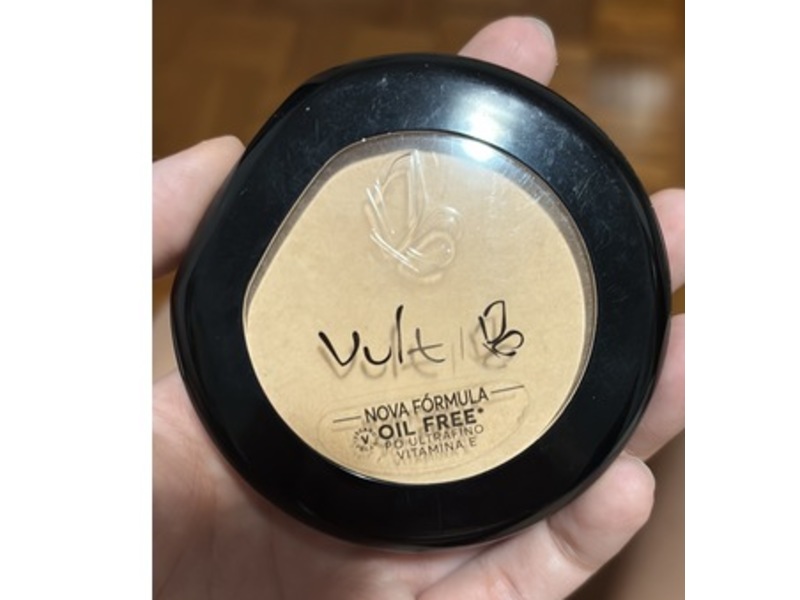 Vult
NOVA FÓRMULA
OIL FREE*
PÓ ULTRAFINO
VITAMINA E